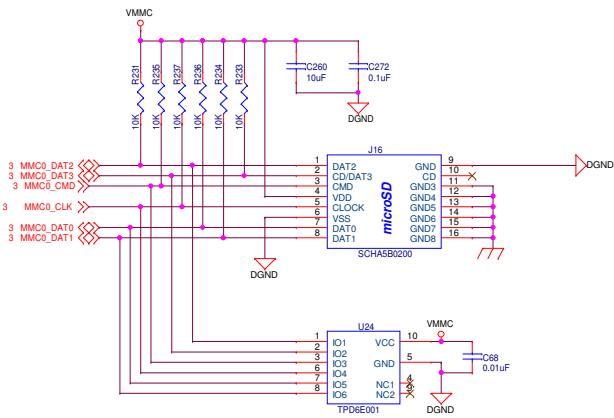 VMMC
R231
R235
R237
R236
R234
R233
10K
10K
10K
10K
10K
10K
C260
10uF
C272
0.1uF
DGND
J16
3 MMC0_DAT2
3 MMC0_DAT3
3 MMC0_CMD
3 MMC0_CLK
3 MMC0_DAT0
3 MMC0_DAT1
1 DAT2 GND 9
2 CD/DAT3 CD 10
3 CMD GND3 11
4 VDD GND4 12
5 CLOCK GND5 13
6 VSS GND6 14
7 DAT0 GND7 15
8 DAT1 GND8 16
microSD
DGND
SCHA5B0200
DGND
U24
VMMC
1 IO1 VCC 10
2 IO2
3 IO3 GND 5
6 IO4
7 IO5 NC1 4
8 IO6 NC2
C68
0.01uF
TPD6E001
DGND